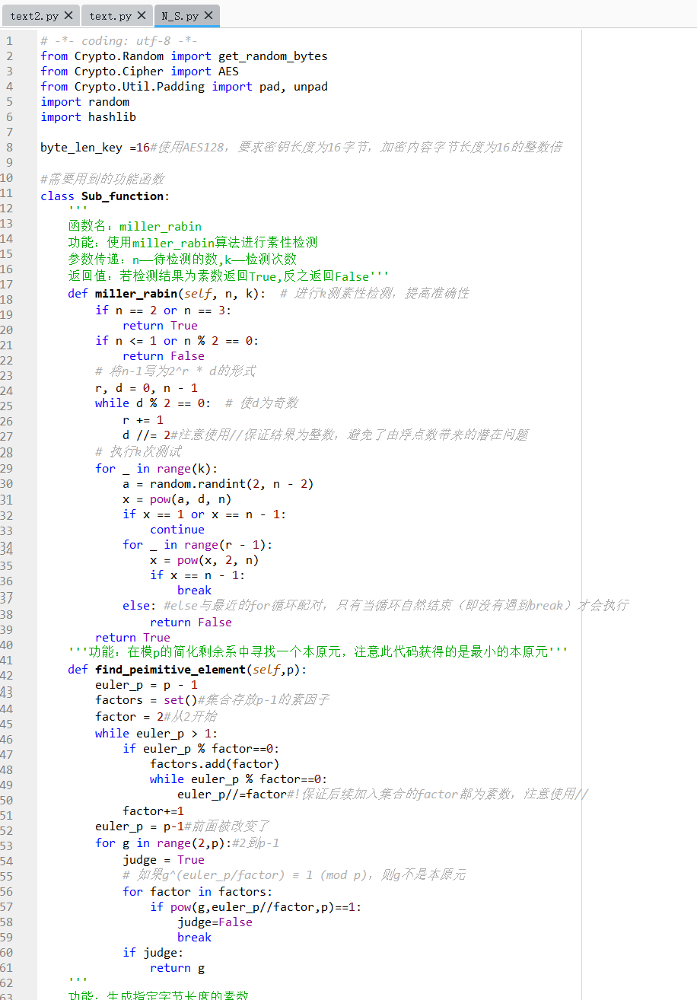 text2.py ✕ text.py ✕ N_S.py ✕
1 # -*- coding: utf-8 -*-
2 from Crypto.Random import get_random_bytes
3 from Crypto.Cipher import AES
4 from Crypto.Util.Padding import pad, unpad
5 import random
6 import hashlib
7
8 byte_len_key =16#使用AES128，要求密钥长度为16字节，加密内容字节长度为16的整数倍
9
10 #需要用到的功能函数
11 class Sub_function:
12     '''
13     函数名：miller_rabin
14     功能：使用miller_rabin算法进行素性检测
15     参数传递：n——待检测的数,k——检测次数
16     返回值：若检测结果为素数返回True,反之返回False'''
17     def miller_rabin(self, n, k):  # 进行k测素性检测，提高准确性
18         if n == 2 or n == 3:
19             return True
20         if n <= 1 or n % 2 == 0:
21             return False
22         # 将n-1写为2^r * d的形式
23         r, d = 0, n - 1
24         while d % 2 == 0:  # 使d为奇数
25             r += 1
26             d //= 2#注意使用//保证结果为整数，避免了由浮点数带来的潜在问题
27         # 执行k次测试
28         for _ in range(k):
29             a = random.randint(2, n - 2)
30             x = pow(a, d, n)
31             if x == 1 or x == n - 1:
32                 continue
33             for _ in range(r - 1):
34                 x = pow(x, 2, n)
35                 if x == n - 1:
36                     break
37             else: #else与最近的for循环配对，只有当循环自然结束（即没有遇到break）才会执行
38                 return False
39         return True
40     '''功能：在模p的简化剩余系中寻找一个本原元，注意此代码获得的是最小的本原元'''
41     def find_peimitive_element(self,p):
42         euler_p = p - 1
43         factors = set()#集合存放p-1的素因子
44         factor = 2#从2开始
45         while euler_p > 1:
46             if euler_p % factor==0:
47                 factors.add(factor)
48                 while euler_p % factor==0:
49                     euler_p//=factor#!保证后续加入集合的factor都为素数，注意使用//
50             factor+=1
51         euler_p = p-1#前面被改变了
52         for g in range(2,p):#2到p-1
53             judge = True
54             # 如果g^(euler_p/factor) ≡ 1 (mod p)，则g不是本原元
55             for factor in factors:
56                 if pow(g,euler_p//factor,p)==1:
57                     judge=False
58                     break
59             if judge:
60                 return g
61     '''
62     功能：生成指定字节长度的素数
63